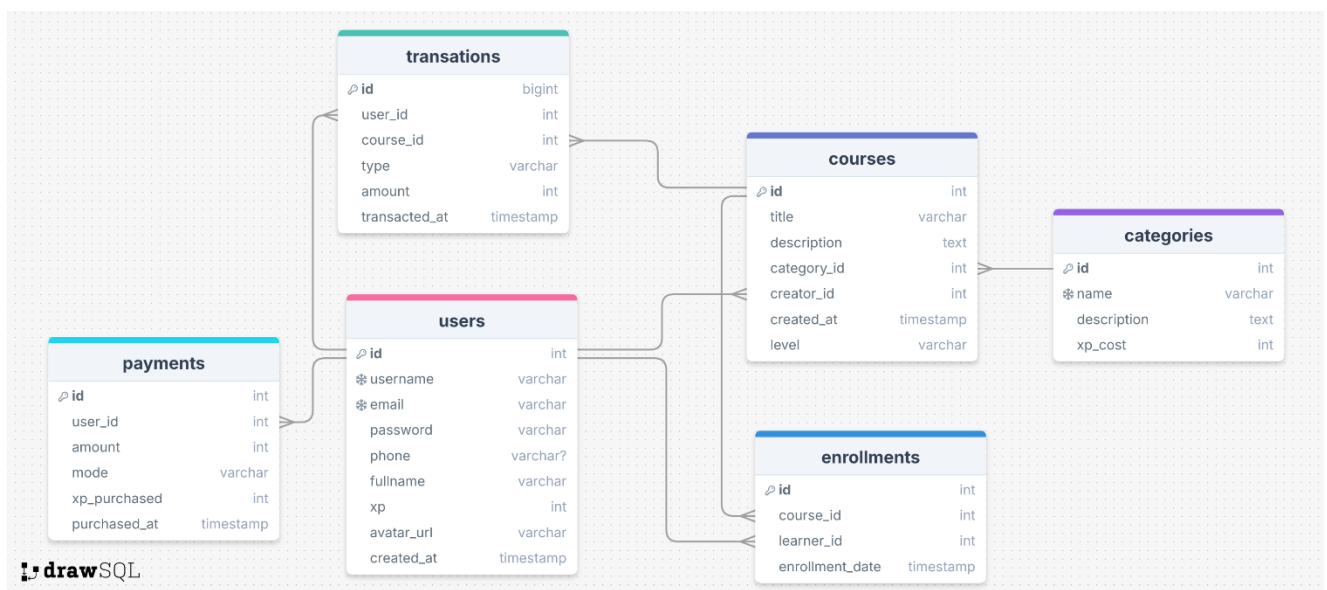 transations
id bigint
user_id int
course_id int
type varchar
amount int
transacted_at timestamp
courses
id int
title varchar
description text
category_id int
creator_id int
created_at timestamp
level varchar
categories
id int
name varchar
description text
xp_cost int
users
id int
username varchar
email varchar
password varchar
phone varchar?
fullname varchar
xp int
avatar_url varchar
created_at timestamp
payments
id int
user_id int
amount int
mode varchar
xp_purchased int
purchased_at timestamp
enrollments
id int
course_id int
learner_id int
enrollment_date timestamp
drawSQL